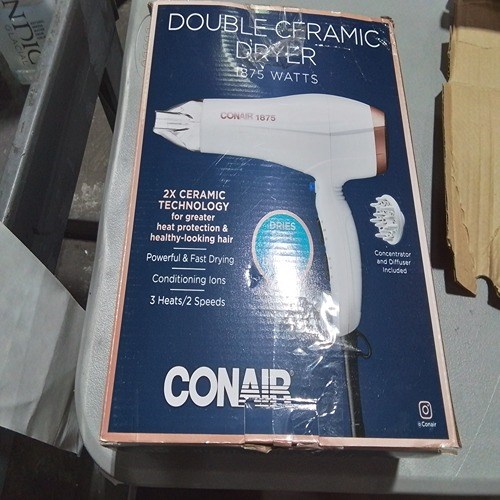 DOUBLE CERAMIC
DRYER
1875 WATTS
CONAIR 1875
2X CERAMIC
TECHNOLOGY
for greater
heat protection &
healthy-looking hair
Powerful & Fast Drying
Conditioning Ions
3 Heats/2 Speeds
DRIES
Concentrator
and Diffuser
Included
CONAIR
@Conair